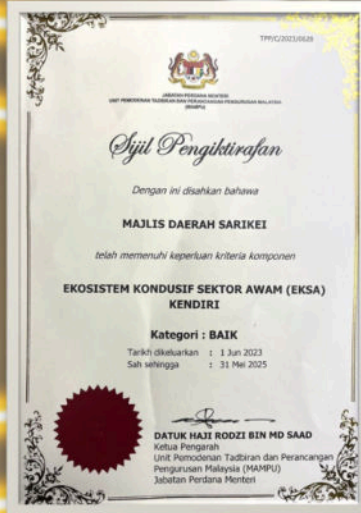 TPP/C/2023/0628
JABATAN PERDANA MENTERI
UNIT PEMODENAN TADBIRAN DAN PERANCANGAN PENGURUSAN MALAYSIA
(MAMPU)
Sijil Pengiktirafan
Dengan ini disahkan bahawa
MAJLIS DAERAH SARIKEI
telah memenuhi keperluan kriteria komponen
EKOSISTEM KONDUSIF SEKTOR AWAM (EKSA)
KENDIRI
Kategori : BAIK
Tarikh dikeluarkan : 1 Jun 2023
Sah sehingga : 31 Mei 2025
DATUK HAJI RODZI BIN MD SAAD
Ketua Pengarah
Unit Pemodenan Tadbiran dan Perancangan
Pengurusan Malaysia (MAMPU)
Jabatan Perdana Menteri